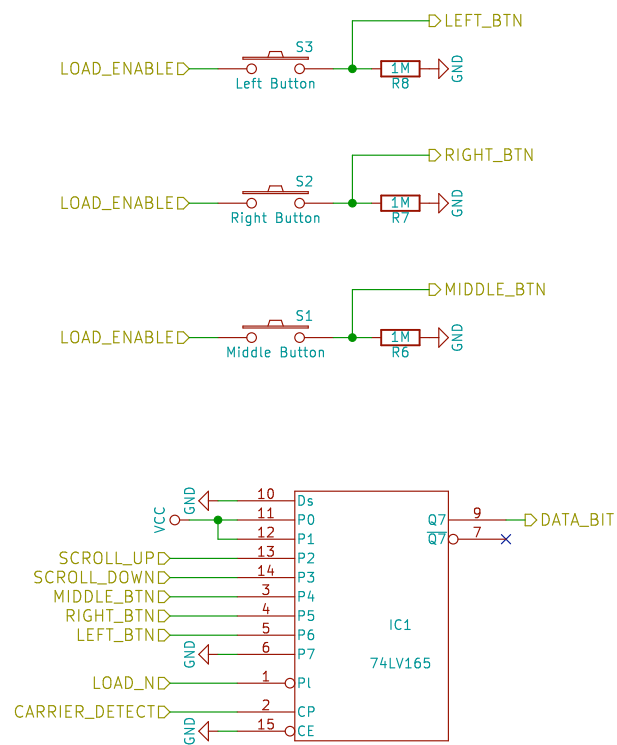 LEFT_BTN
S3
LOAD_ENABLE
1M
GND
Left Button
R8
RIGHT_BTN
S2
LOAD_ENABLE
1M
GND
Right Button
R7
MIDDLE_BTN
S1
LOAD_ENABLE
1M
GND
Middle Button
R6
GND
10
Ds
VCC
11
P0
Q7
9
DATA_BIT
12
P1
Q7
7
SCROLL_UP
13
P2
SCROLL_DOWN
14
P3
MIDDLE_BTN
3
P4
RIGHT_BTN
4
P5
IC1
LEFT_BTN
5
P6
GND
6
P7
74LV165
LOAD_N
1
Pl
CARRIER_DETECT
2
CP
GND
15
CE